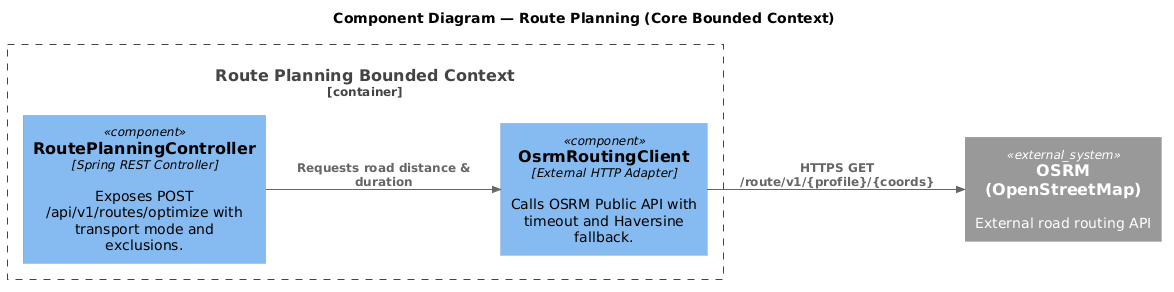 Component Diagram — Route Planning (Core Bounded Context)
Route Planning Bounded Context
[container]
«component»
RoutePlanningController
[Spring REST Controller]
Exposes POST
/api/v1/routes/optimize with
transport mode and
exclusions.
Requests road distance &
duration
«component»
OsrmRoutingClient
[External HTTP Adapter]
Calls OSRM Public API with
timeout and Haversine
fallback.
HTTPS GET
/route/v1/{profile}/{coords}
«external_system»
OSRM
(OpenStreetMap)
External road routing API